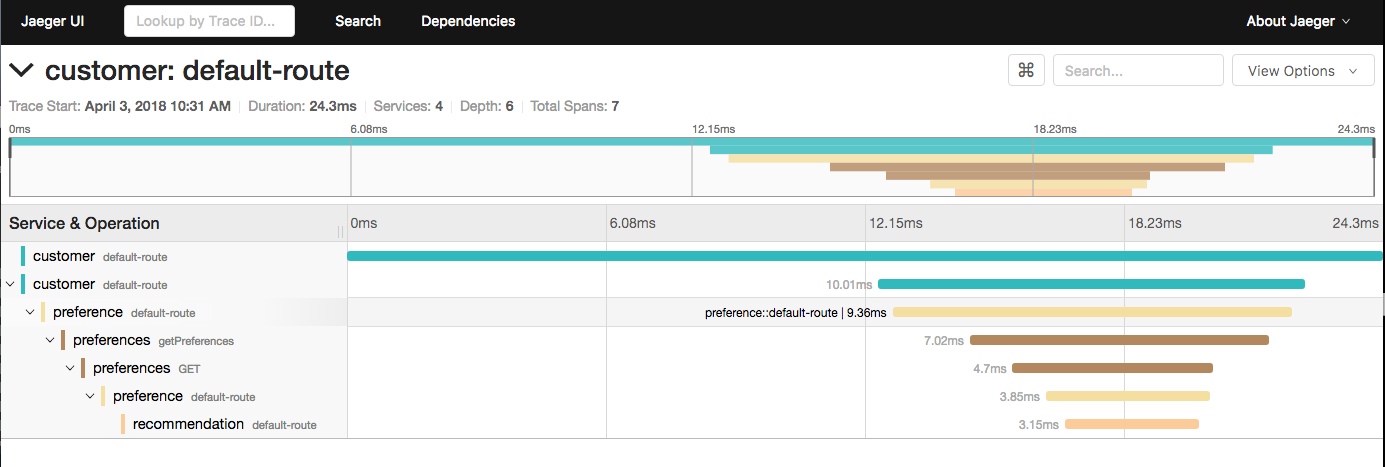 Jaeger UI Lookup by Trace ID... Search Dependencies About Jaeger
customer: default-route ⌘ Search... View Options
Trace Start: April 3, 2018 10:31 AM Duration: 24.3ms Services: 4 Depth: 6 Total Spans: 7
0ms 6.08ms 12.15ms 18.23ms 24.3ms
Service & Operation 0ms 6.08ms 12.15ms 18.23ms 24.3ms
customer default-route
customer default-route 10.01ms
preference default-route preference::default-route | 9.36ms
preferences getPreferences 7.02ms
preferences GET 4.7ms
preference default-route 3.85ms
recommendation default-route 3.15ms